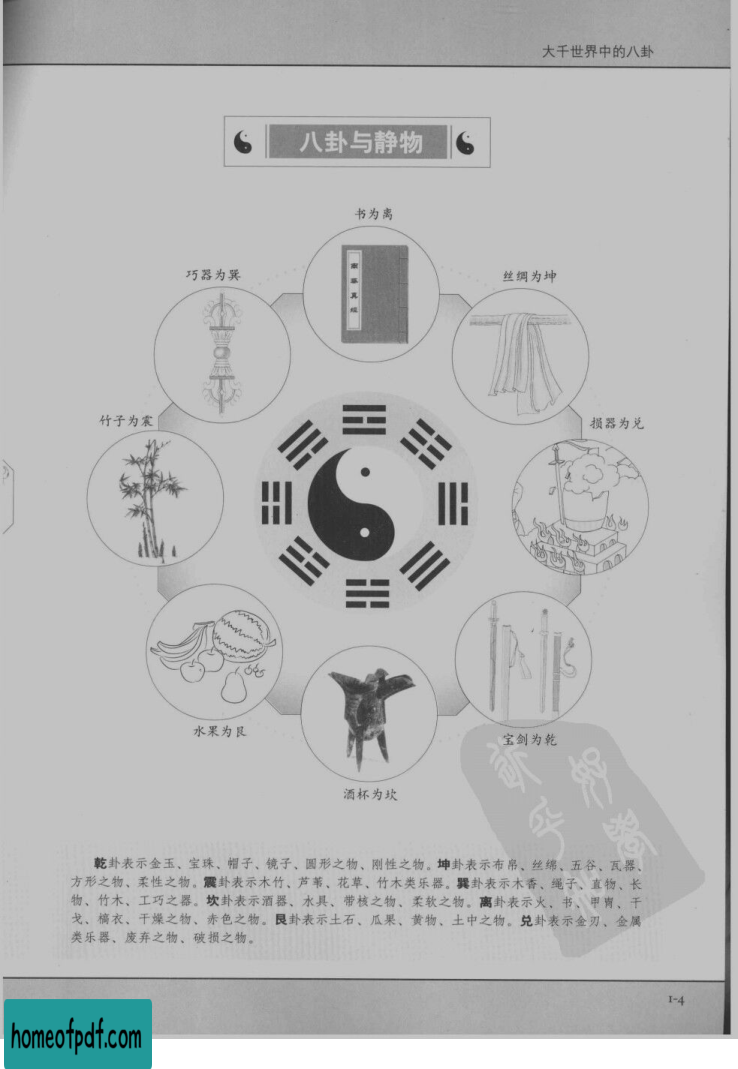 大千世界中的八卦
八卦与静物
书为离
巧器为巽
丝绸为坤
南华真经
竹子为震
损器为兑
水果为艮
宝剑为乾
酒杯为坎
乾卦表示金玉、宝珠、帽子、镜子、圆形之物、刚性之物。坤卦表示布帛、丝绵、五谷、瓦器、
方形之物、柔性之物。震卦表示木竹、芦苇、花草、竹木类乐器。巽卦表示木香、绳子、直物、长
物、竹木、工巧之器。坎卦表示酒器、水具、带核之物、柔软之物。离卦表示火、书、甲胄、干
戈、槁衣、干燥之物、赤色之物。艮卦表示土石、瓜果、黄物、土中之物。兑卦表示金刃、金属
类乐器、废弃之物、破损之物。
1-4
homeofpdf.com